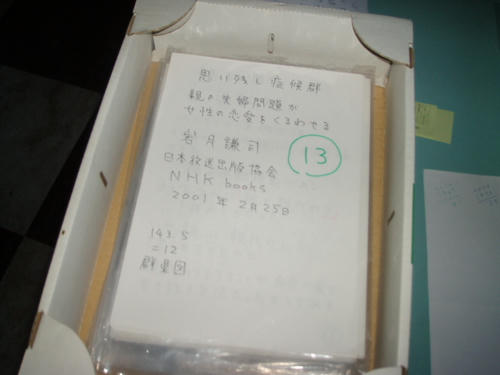 思い残し症候群
親の夫婦問題が
女性の恋愛をくるわせる
岩月謙司
13
日本放送出版協会
NHK books
2001年2月25日
143.5
=12
群星図